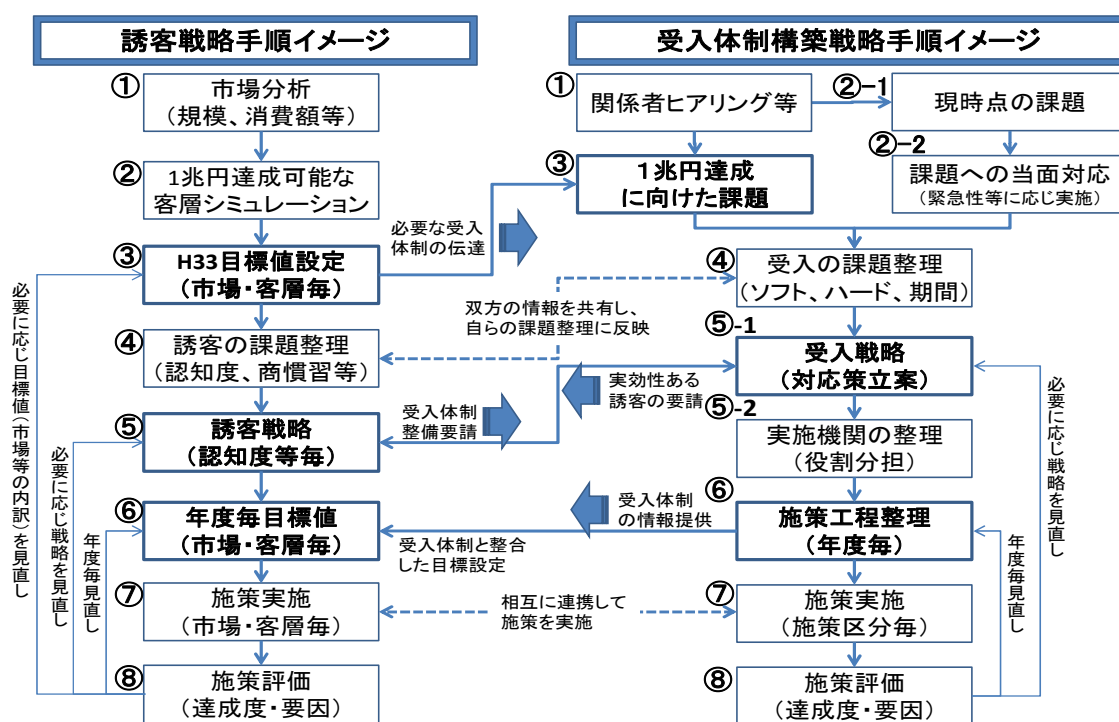 誘客戦略手順イメージ
①
市場分析
(規模、消費額等)
②
1兆円達成可能な
客層シミュレーション
③
H33目標値設定
(市場・客層毎)
④
誘客の課題整理
(認知度、商慣習等)
⑤
誘客戦略
(認知度等毎)
⑥
年度毎目標値
(市場・客層毎)
⑦
施策実施
(市場・客層毎)
⑧
施策評価
(達成度・要因)
必要に応じ目標値(市場等の内訳)を見直し
必要に応じ戦略を見直し
年度毎見直し
必要な受入
体制の伝達
双方の情報を共有し、
自らの課題整理に反映
受入体制
整備要請
実効性ある
誘客の要請
受入体制
の情報提供
受入体制と整合
した目標設定
相互に連携して
施策を実施
受入体制構築戦略手順イメージ
①
関係者ヒアリング等
②-1
現時点の課題
②-2
課題への当面対応
(緊急性等に応じ実施)
③
1兆円達成
に向けた課題
④
受入の課題整理
(ソフト、ハード、期間)
⑤-1
受入戦略
(対応策立案)
⑤-2
実施機関の整理
(役割分担)
⑥
施策工程整理
(年度毎)
⑦
施策実施
(施策区分毎)
⑧
施策評価
(達成度・要因)
年度毎見直し
必要に応じ戦略を見直し